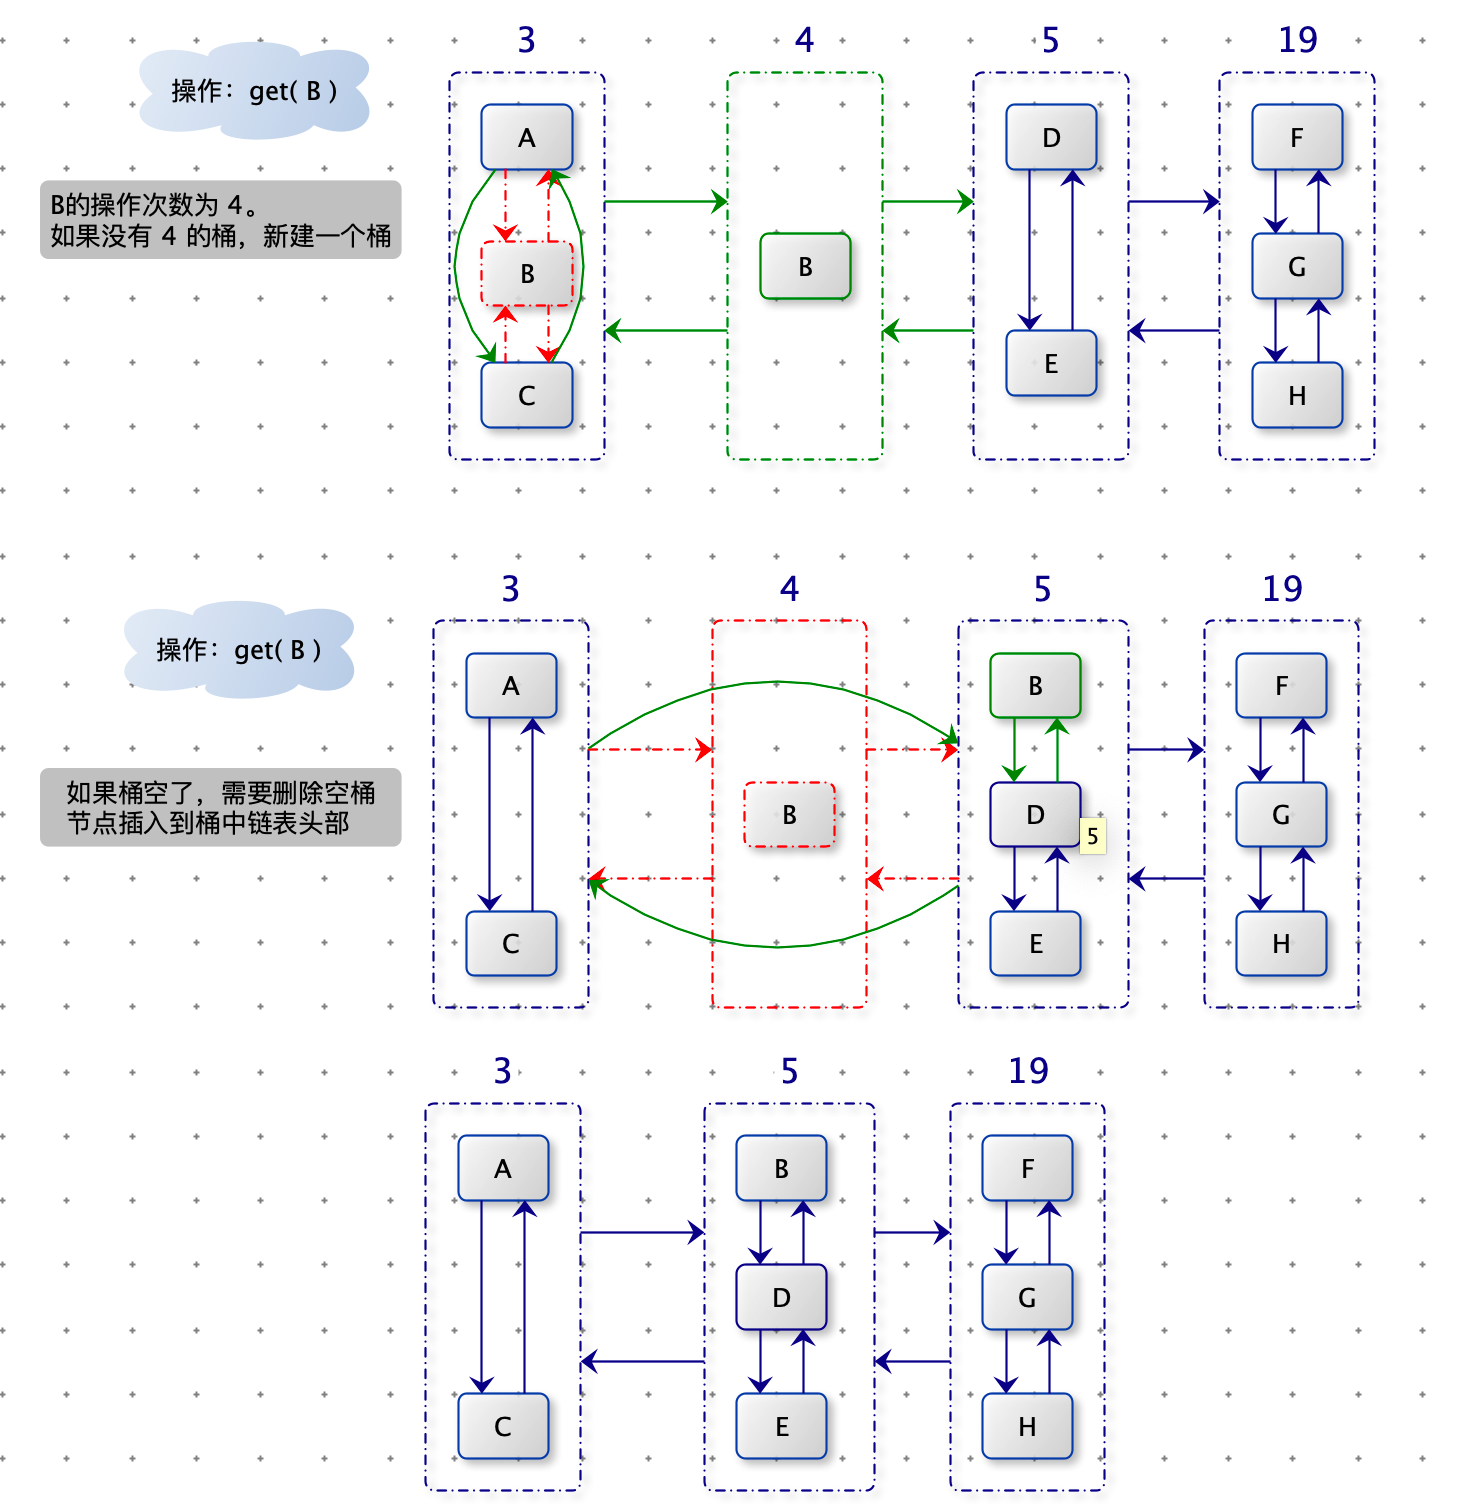 3 4 5 19
操作：get( B )
A D F
B的操作次数为 4。
如果没有 4 的桶，新建一个桶
B B G
E
C H
3 4 5 19
操作：get( B )
A B F
如果桶空了，需要删除空桶
节点插入到桶中链表头部
B D G
5
C E H
3 5 19
A B F
D G
C E H